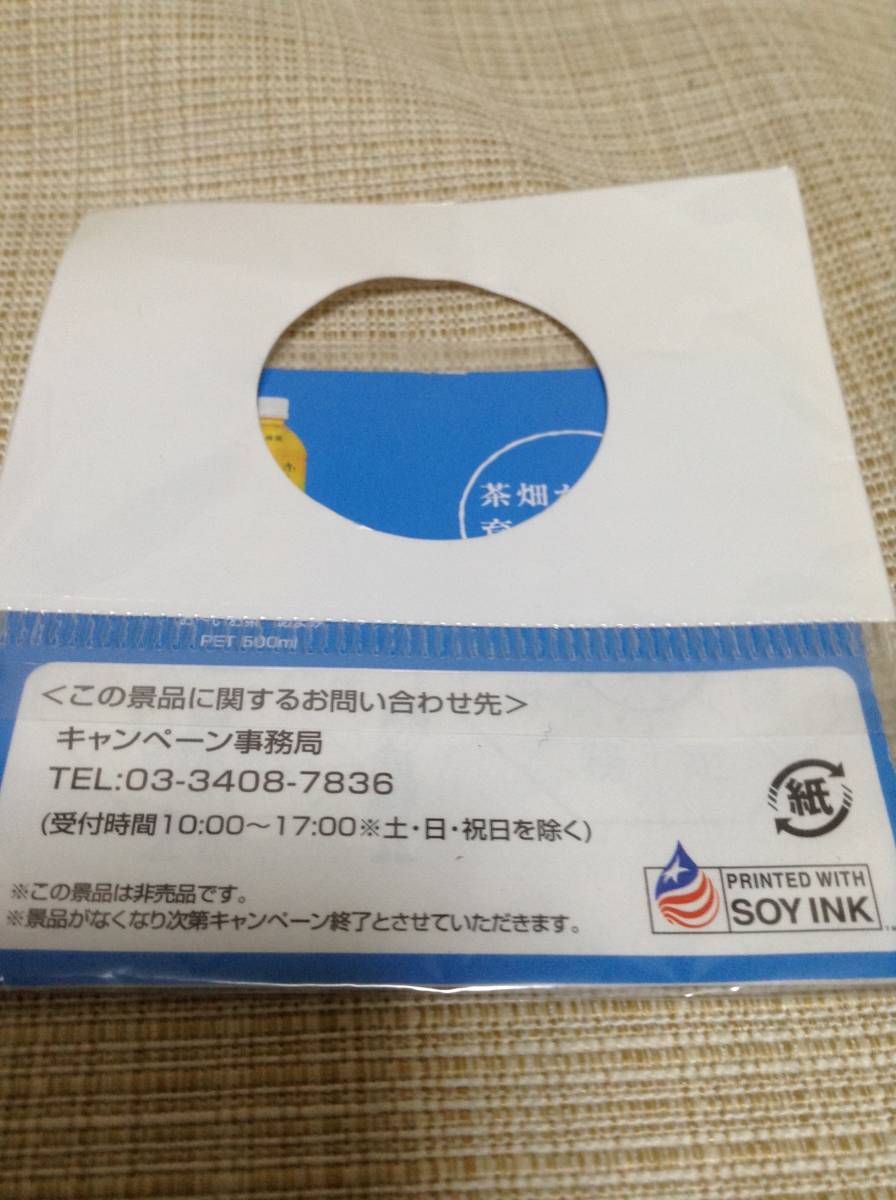 茶畑
育
PET 500ml
＜この景品に関するお問い合わせ先＞
キャンペーン事務局
TEL:03-3408-7836
(受付時間10:00〜17:00※土・日・祝日を除く)
紙
※この景品は非売品です。
※景品がなくなり次第キャンペーン終了とさせていただきます。
PRINTED WITH
SOY INK